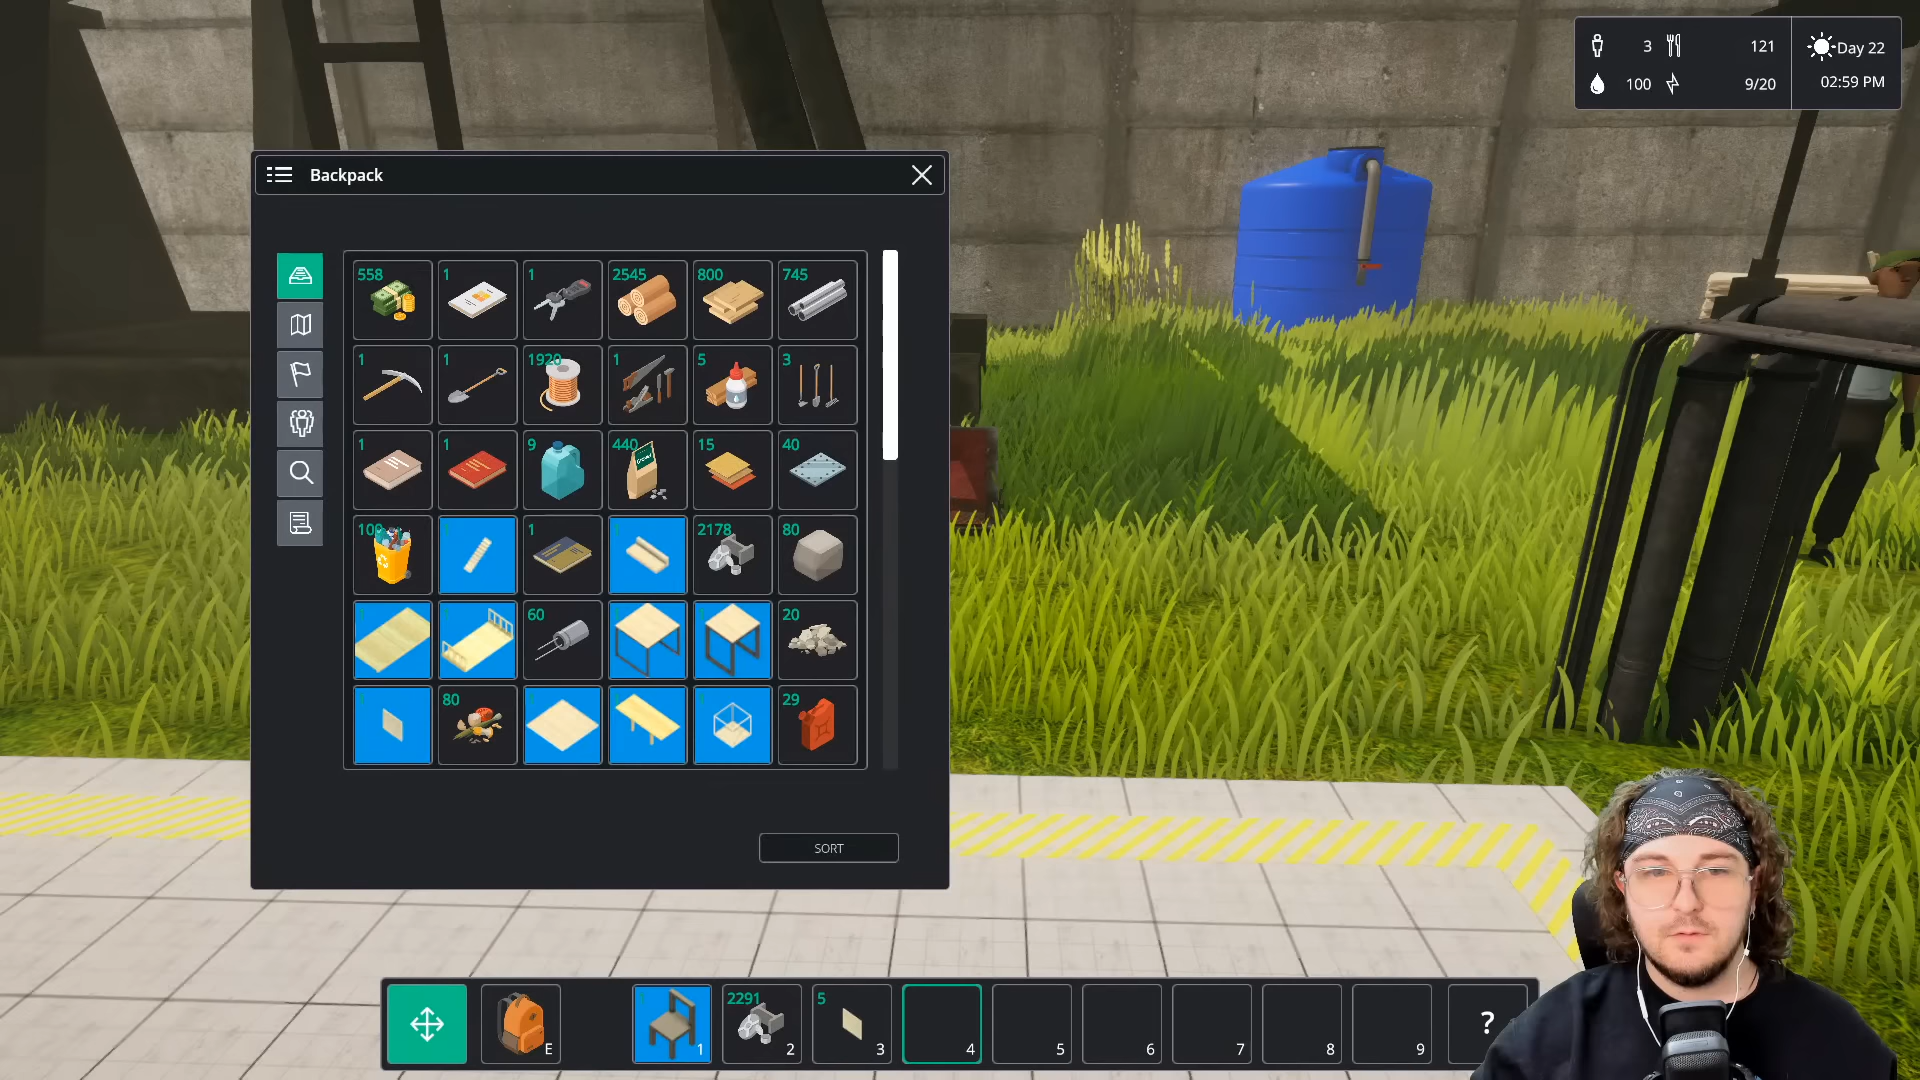 3 121 Day 22
100 9/20 02:59 PM
Backpack
558 1 1 2545 800 745
1 1 1920 1 5 3
1 1 9 440 15 40
100 1 2178 80
60 20
80 29
SORT
E 1 2291 2 5 3 4 5 6 7 8 9 ?